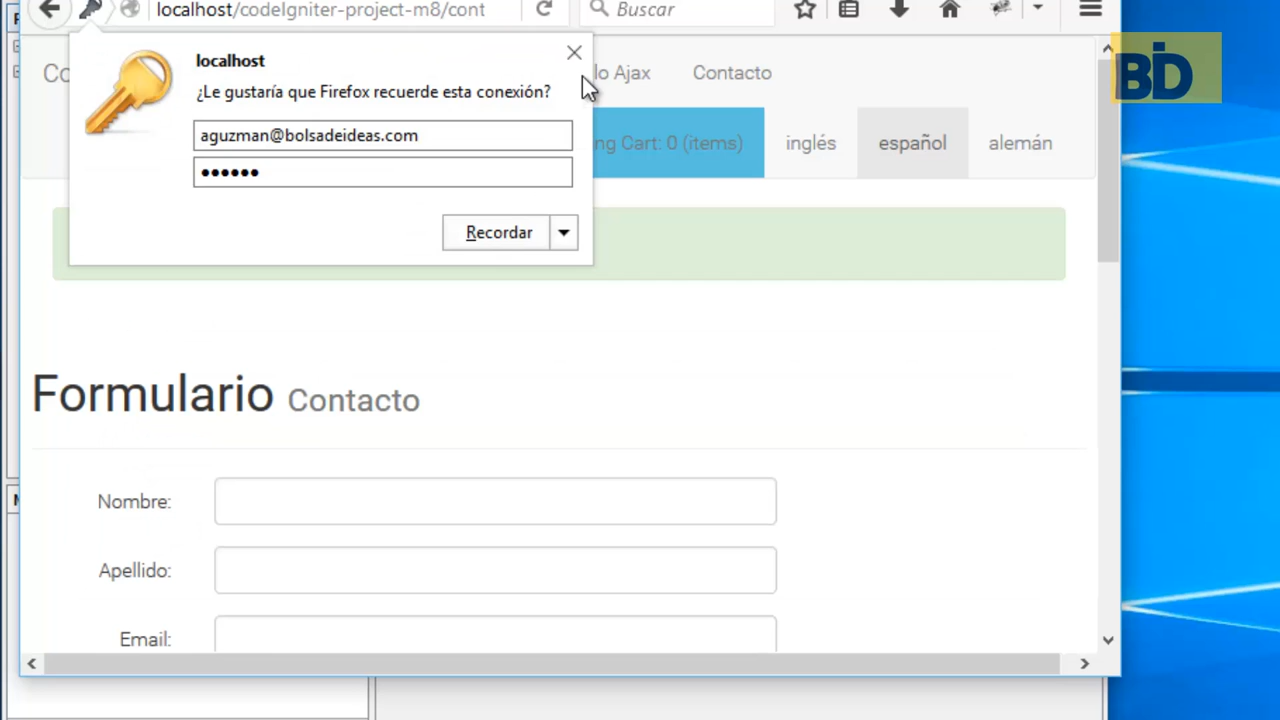 localhost/codeIgniter-project-m8/cont
Buscar
localhost
¿Le gustaría que Firefox recuerde esta conexión?
aguzman@bolsadeideas.com
••••••
Recordar
Co
lo Ajax
Contacto
ng Cart: 0 (items)
inglés
español
alemán
BID
Formulario Contacto
Nombre:
Apellido:
Email: